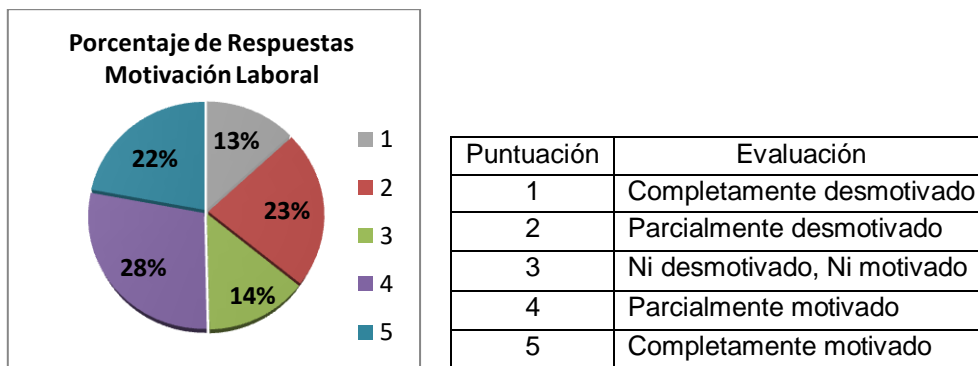 Porcentaje de Respuestas
Motivación Laboral
13%
23%
14%
28%
22%
1
2
3
4
5
Puntuación Evaluación
1 Completamente desmotivado
2 Parcialmente desmotivado
3 Ni desmotivado, Ni motivado
4 Parcialmente motivado
5 Completamente motivado